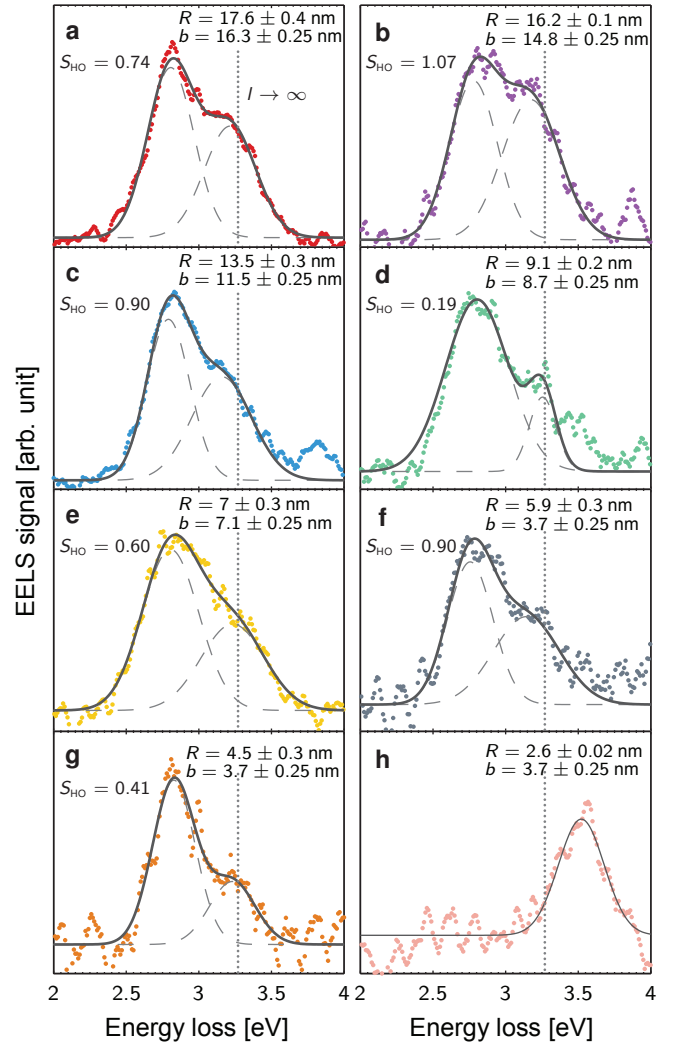 a
R = 17.6 ± 0.4 nm
b = 16.3 ± 0.25 nm
S_HO = 0.74
l → ∞
b
R = 16.2 ± 0.1 nm
b = 14.8 ± 0.25 nm
S_HO = 1.07
c
R = 13.5 ± 0.3 nm
b = 11.5 ± 0.25 nm
S_HO = 0.90
d
R = 9.1 ± 0.2 nm
b = 8.7 ± 0.25 nm
S_HO = 0.19
e
R = 7 ± 0.3 nm
b = 7.1 ± 0.25 nm
S_HO = 0.60
f
R = 5.9 ± 0.3 nm
b = 3.7 ± 0.25 nm
S_HO = 0.90
g
R = 4.5 ± 0.3 nm
b = 3.7 ± 0.25 nm
S_HO = 0.41
h
R = 2.6 ± 0.02 nm
b = 3.7 ± 0.25 nm
EELS signal [arb. unit]
2 2.5 3 3.5 4
2 2.5 3 3.5 4
Energy loss [eV]
Energy loss [eV]